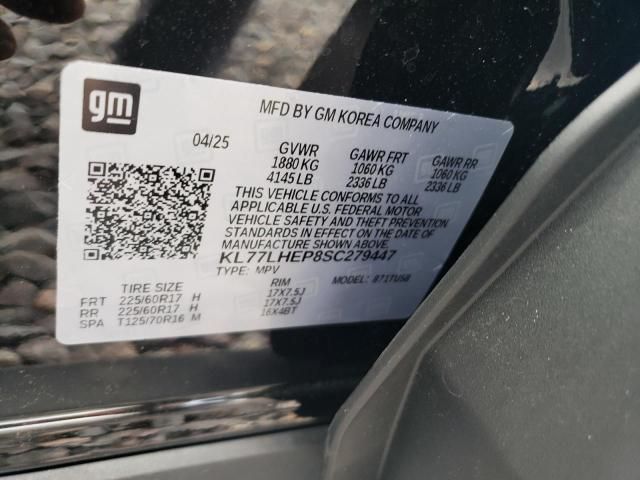 gm
MFD BY GM KOREA COMPANY
04/25
GVWR GAWR FRT GAWR RR
1880 KG 1060 KG 1060 KG
4145 LB 2336 LB 2336 LB
THIS VEHICLE CONFORMS TO ALL
APPLICABLE U.S. FEDERAL MOTOR
VEHICLE SAFETY AND THEFT PREVENTION
STANDARDS IN EFFECT ON THE DATE OF
MANUFACTURE SHOWN ABOVE.
KL77LHEP8SC279447
TYPE: MPV MODEL: 871TUS8
TIRE SIZE RIM
FRT 225/60R17 H 17X7.5J
RR 225/60R17 H 17X7.5J
SPA T125/70R16 M 16X4BT